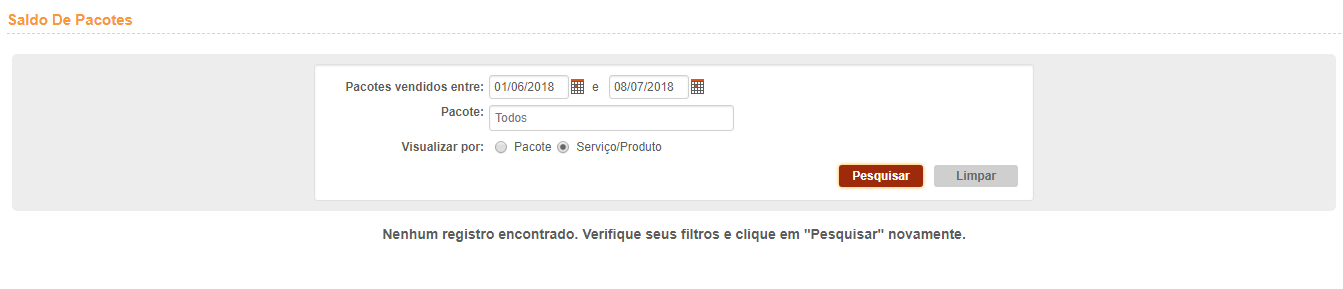 Saldo De Pacotes
Pacotes vendidos entre: 01/06/2018 e 08/07/2018
Pacote: Todos
Visualizar por: Pacote Serviço/Produto
Pesquisar Limpar
Nenhum registro encontrado. Verifique seus filtros e clique em "Pesquisar" novamente.